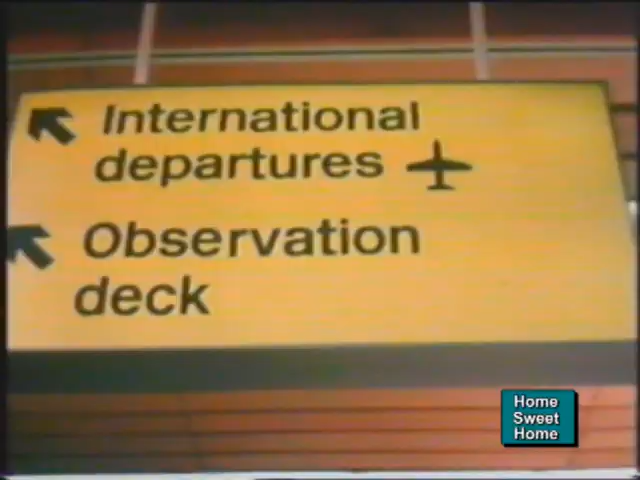 International
departures
Observation
deck
Home
Sweet
Home